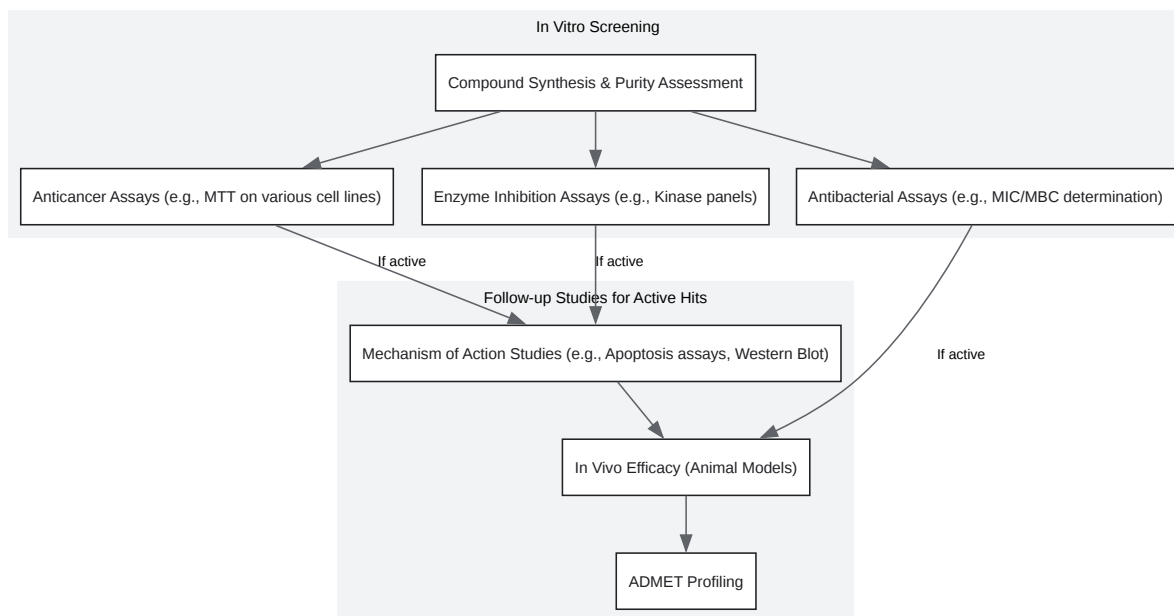 In Vitro Screening
Compound Synthesis & Purity Assessment
Anticancer Assays (e.g., MTT on various cell lines)
Enzyme Inhibition Assays (e.g., Kinase panels)
Antibacterial Assays (e.g., MIC/MBC determination)
If active
If active
Follow-up Studies for Active Hits
Mechanism of Action Studies (e.g., Apoptosis assays, Western Blot)
If active
In Vivo Efficacy (Animal Models)
ADMET Profiling